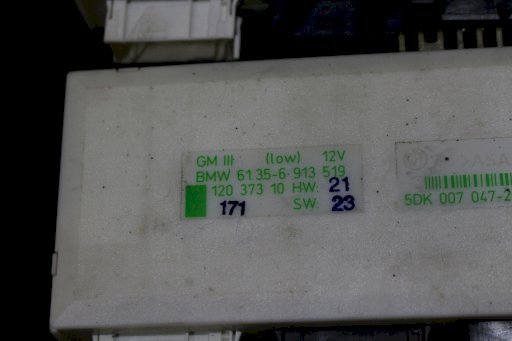 GM III (low) 12V
BMW 61.35-6-913 519
120 373 10 HW: 21
171 SW: 23
5DK 007 047-2